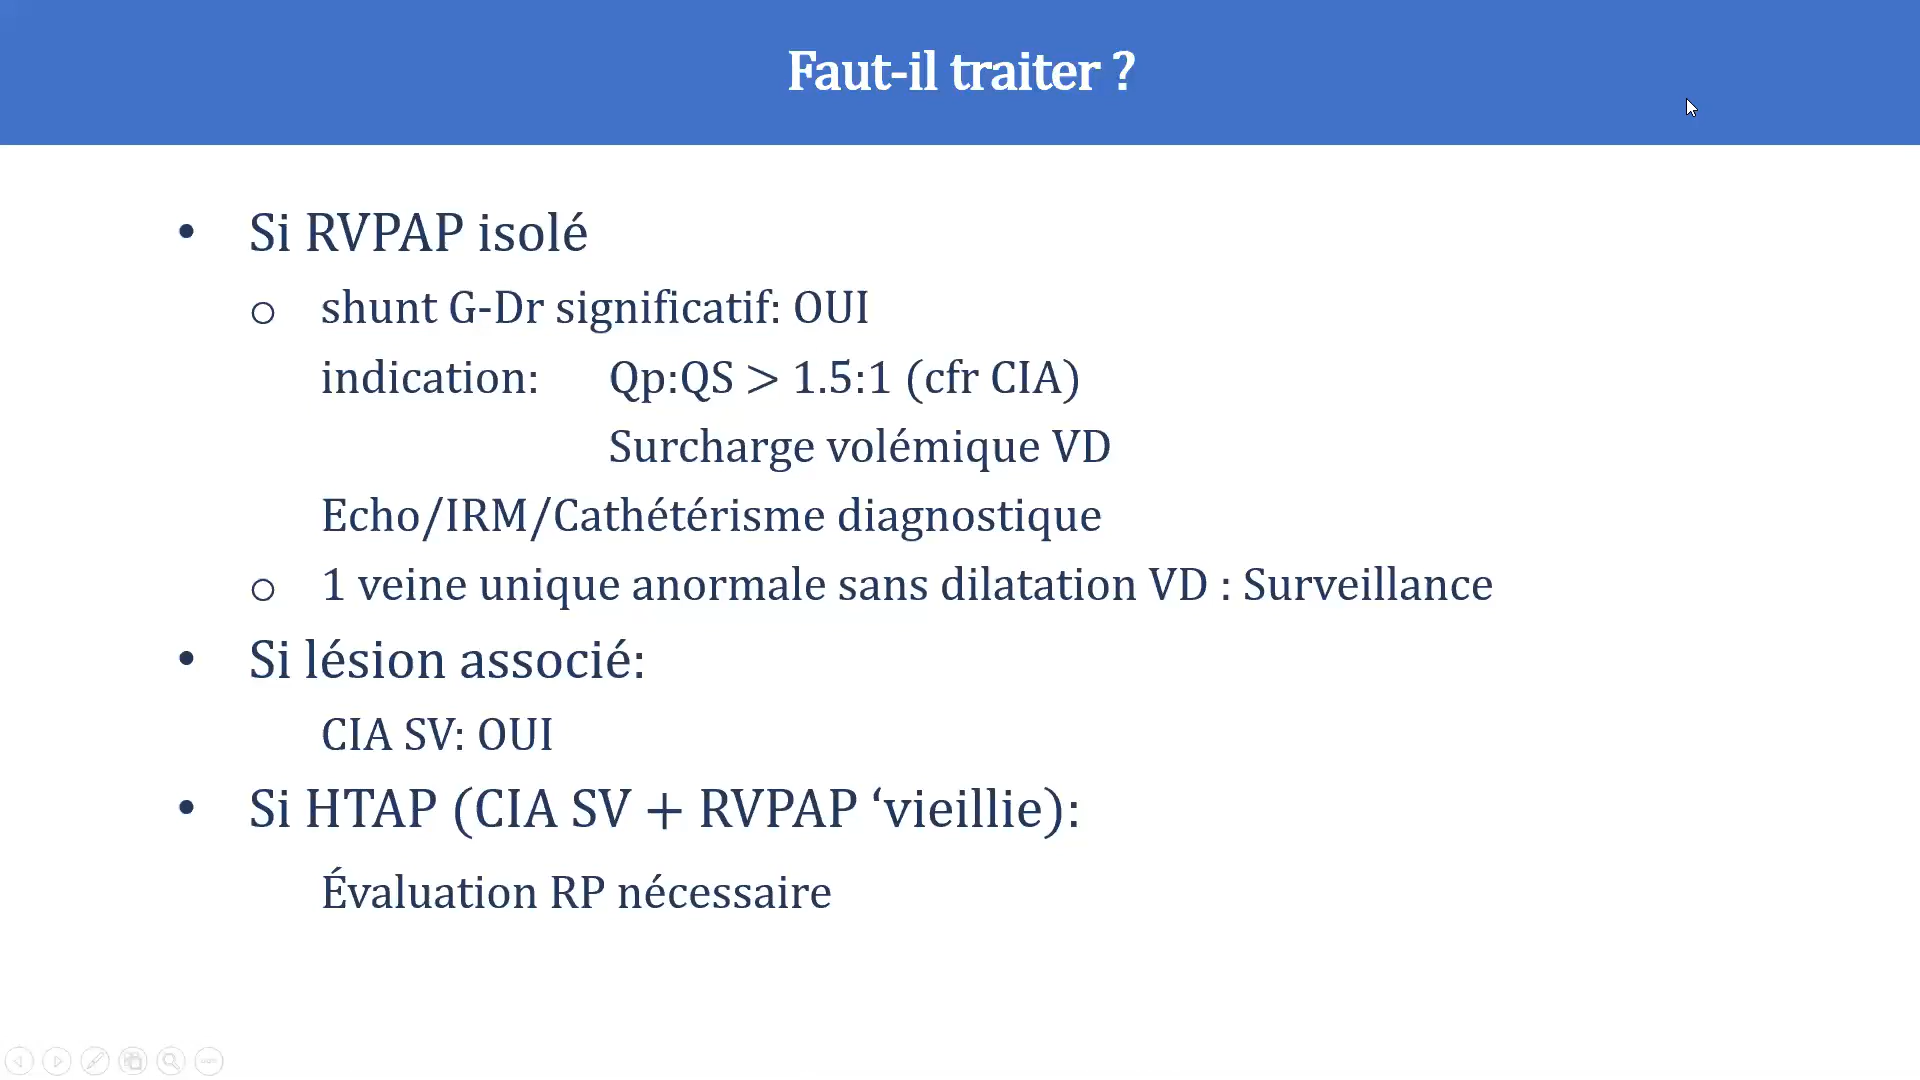 Faut-il traiter ?
• Si RVPAP isolé
o shunt G-Dr significatif: OUI
indication: Qp:QS > 1.5:1 (cfr CIA)
Surcharge volémique VD
Echo/IRM/Cathétérisme diagnostique
o 1 veine unique anormale sans dilatation VD : Surveillance
• Si lésion associé:
CIA SV: OUI
• Si HTAP (CIA SV + RVPAP ‘vieillie):
Évaluation RP nécessaire